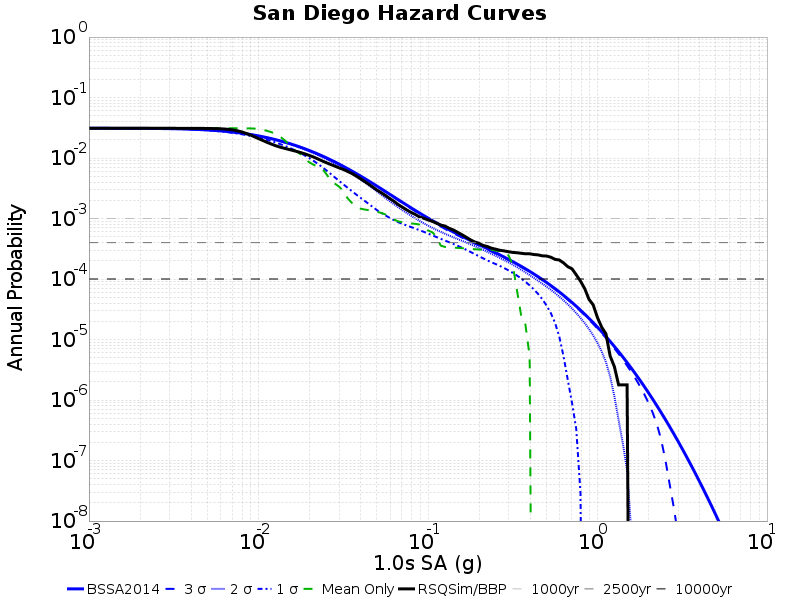 San Diego Hazard Curves
Annual Probability
10^0
10^-1
10^-2
10^-3
10^-4
10^-5
10^-6
10^-7
10^-8
10^-3 10^-2 10^-1 10^0 10^1
1.0s SA (g)
BSSA2014 3 σ 2 σ 1 σ Mean Only RSQSim/BBP 1000yr 2500yr 10000yr